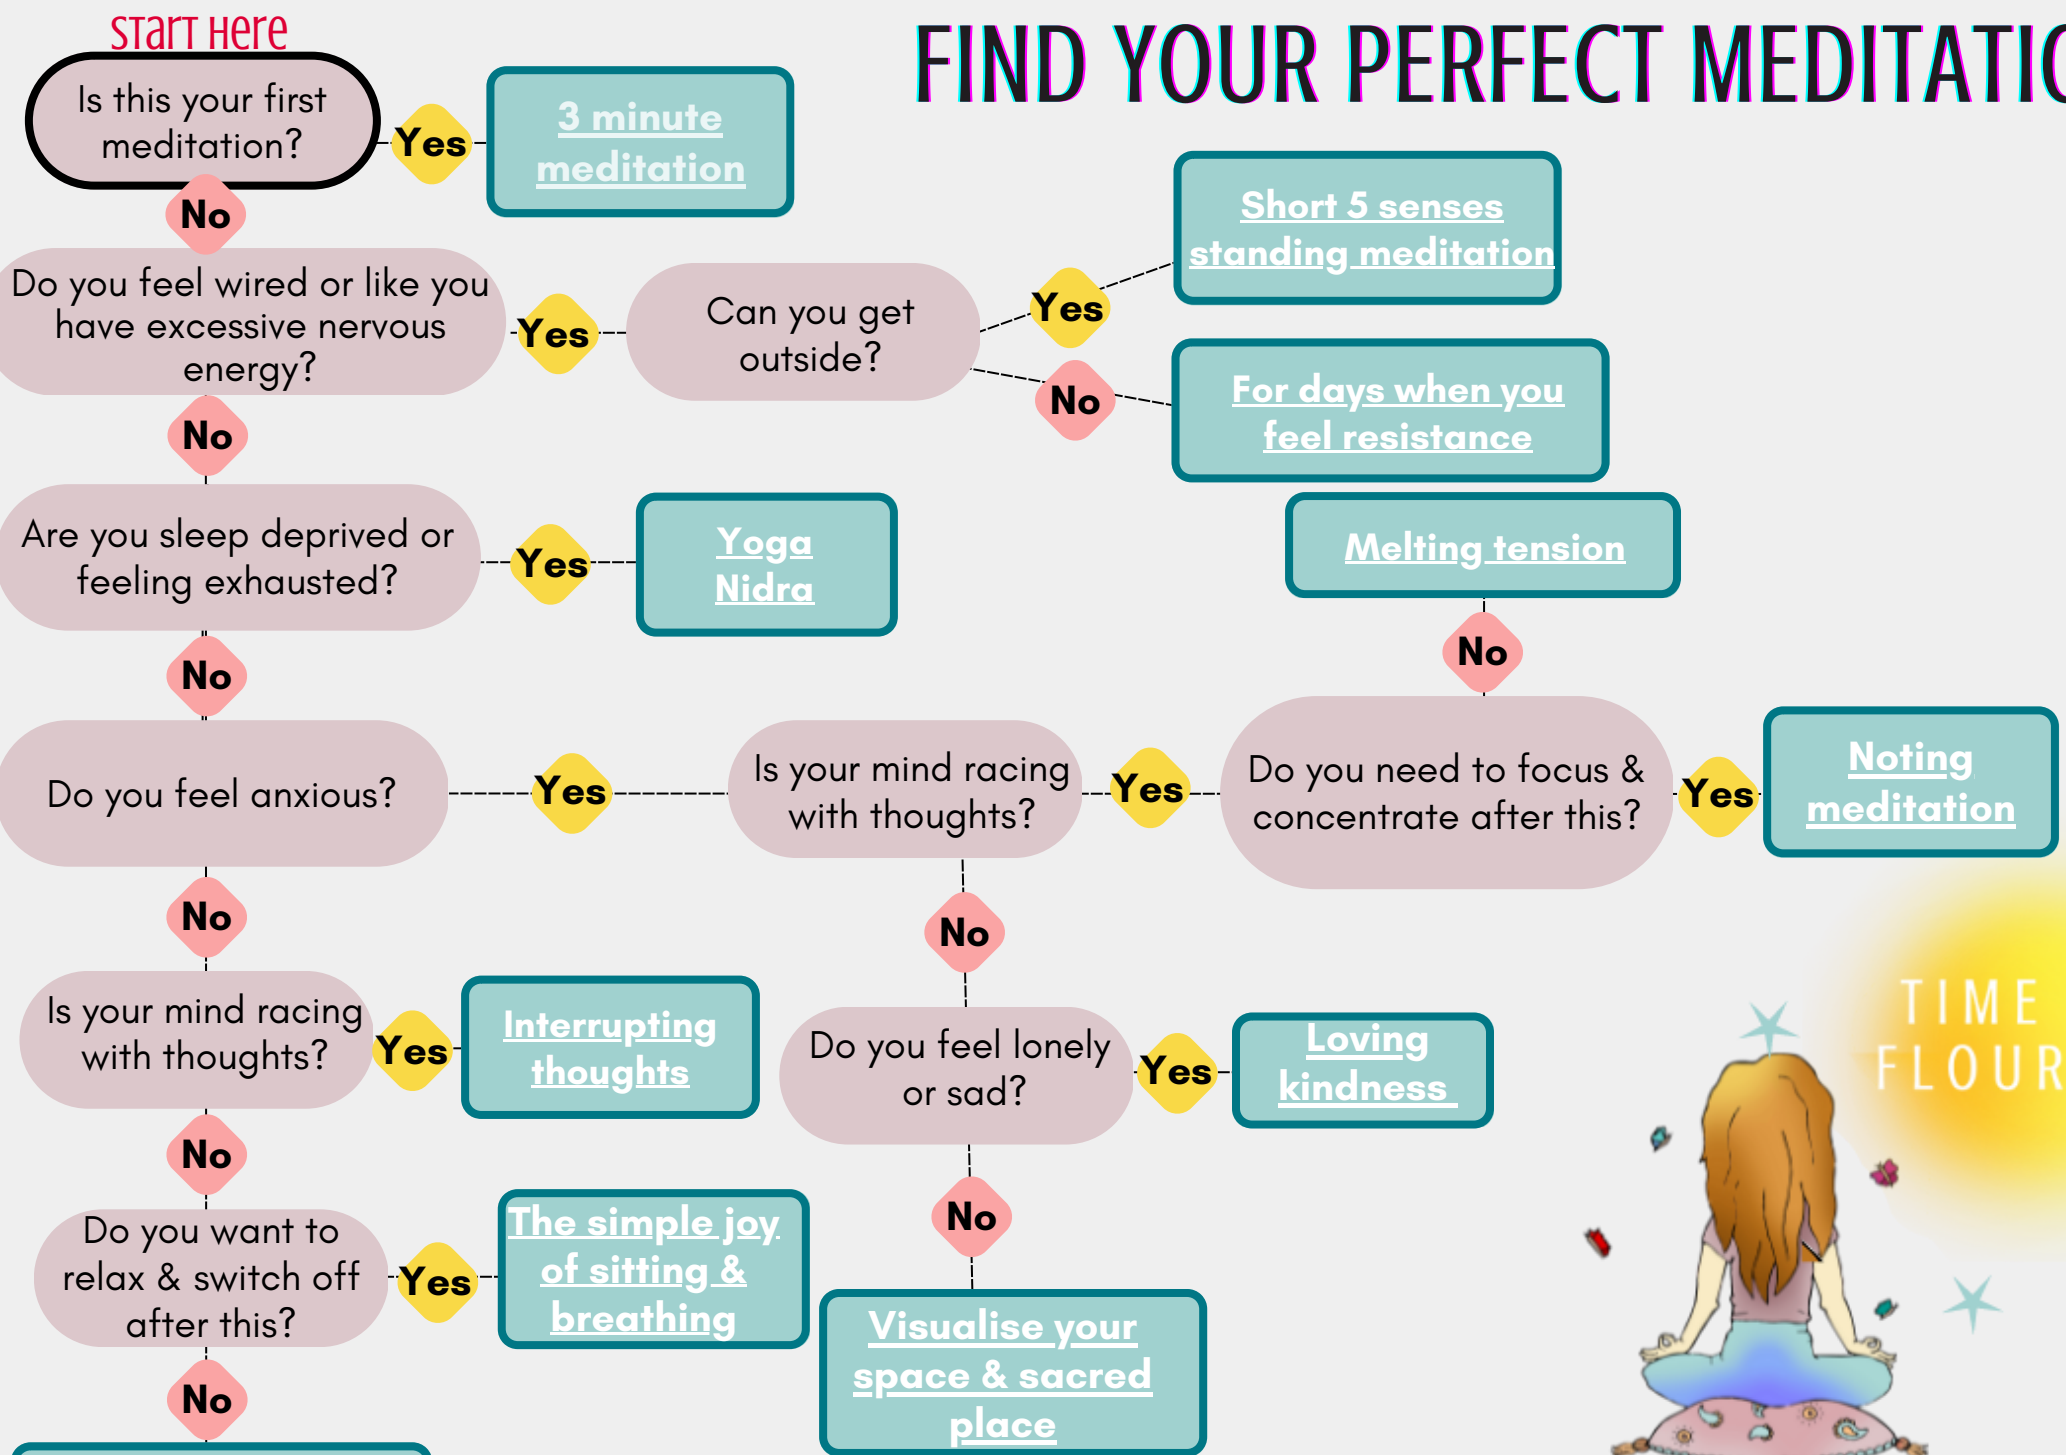 START HERE
FIND YOUR PERFECT
Is this your first
meditation?
Yes
3 minute
meditation
No
Do you feel wired or like you
have excessive nervous
energy?
Yes
Can you get
outside?
Yes
Short 5 senses
standing meditation
No
For days when you
feel resistance
No
Are you sleep deprived or
feeling exhausted?
Yes
Yoga
Nidra
Melting tension
No
No
Do you feel anxious?
Yes
Is your mind racing
with thoughts?
Yes
Do you need to focus &
concentrate after this?
Yes
Noting
meditation
No
No
Is your mind racing
with thoughts?
Yes
Interrupting
thoughts
Do you feel lonely
or sad?
Yes
Loving
kindness
TIME
No
No
Do you want to
relax & switch off
after this?
Yes
The simple joy
of sitting &
breathing
Visualise your
space & sacred
place
No